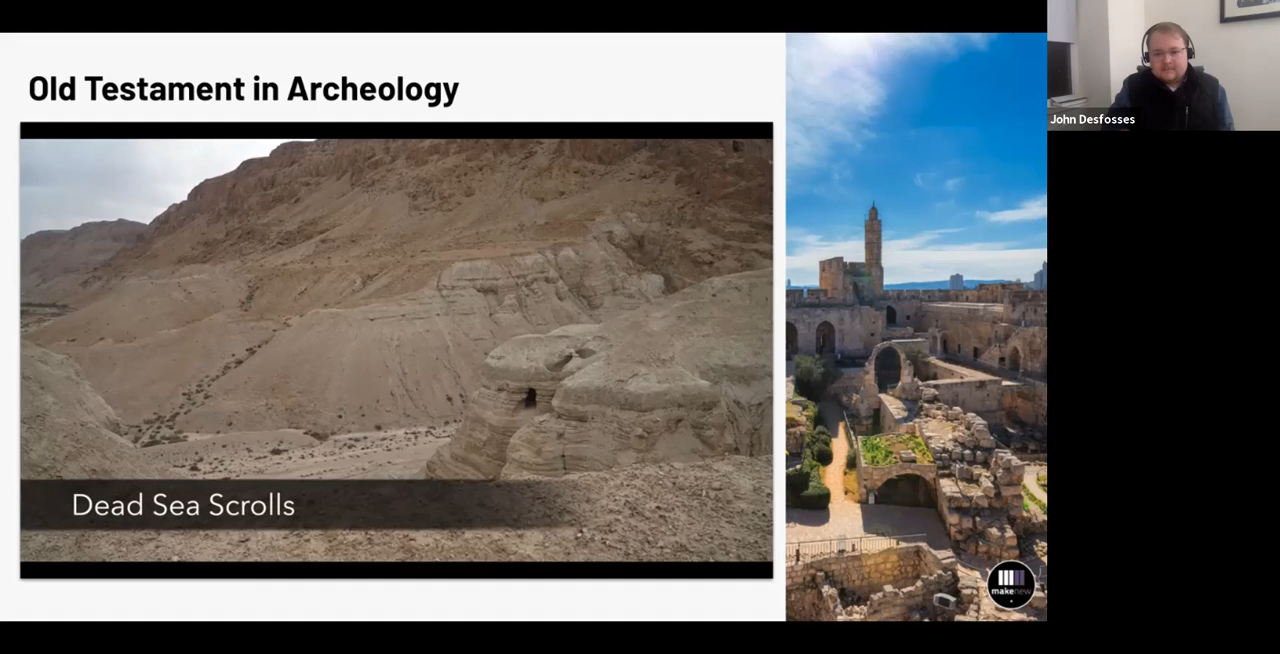 Old Testament in Archeology
John Desfosses
Dead Sea Scrolls
makenew